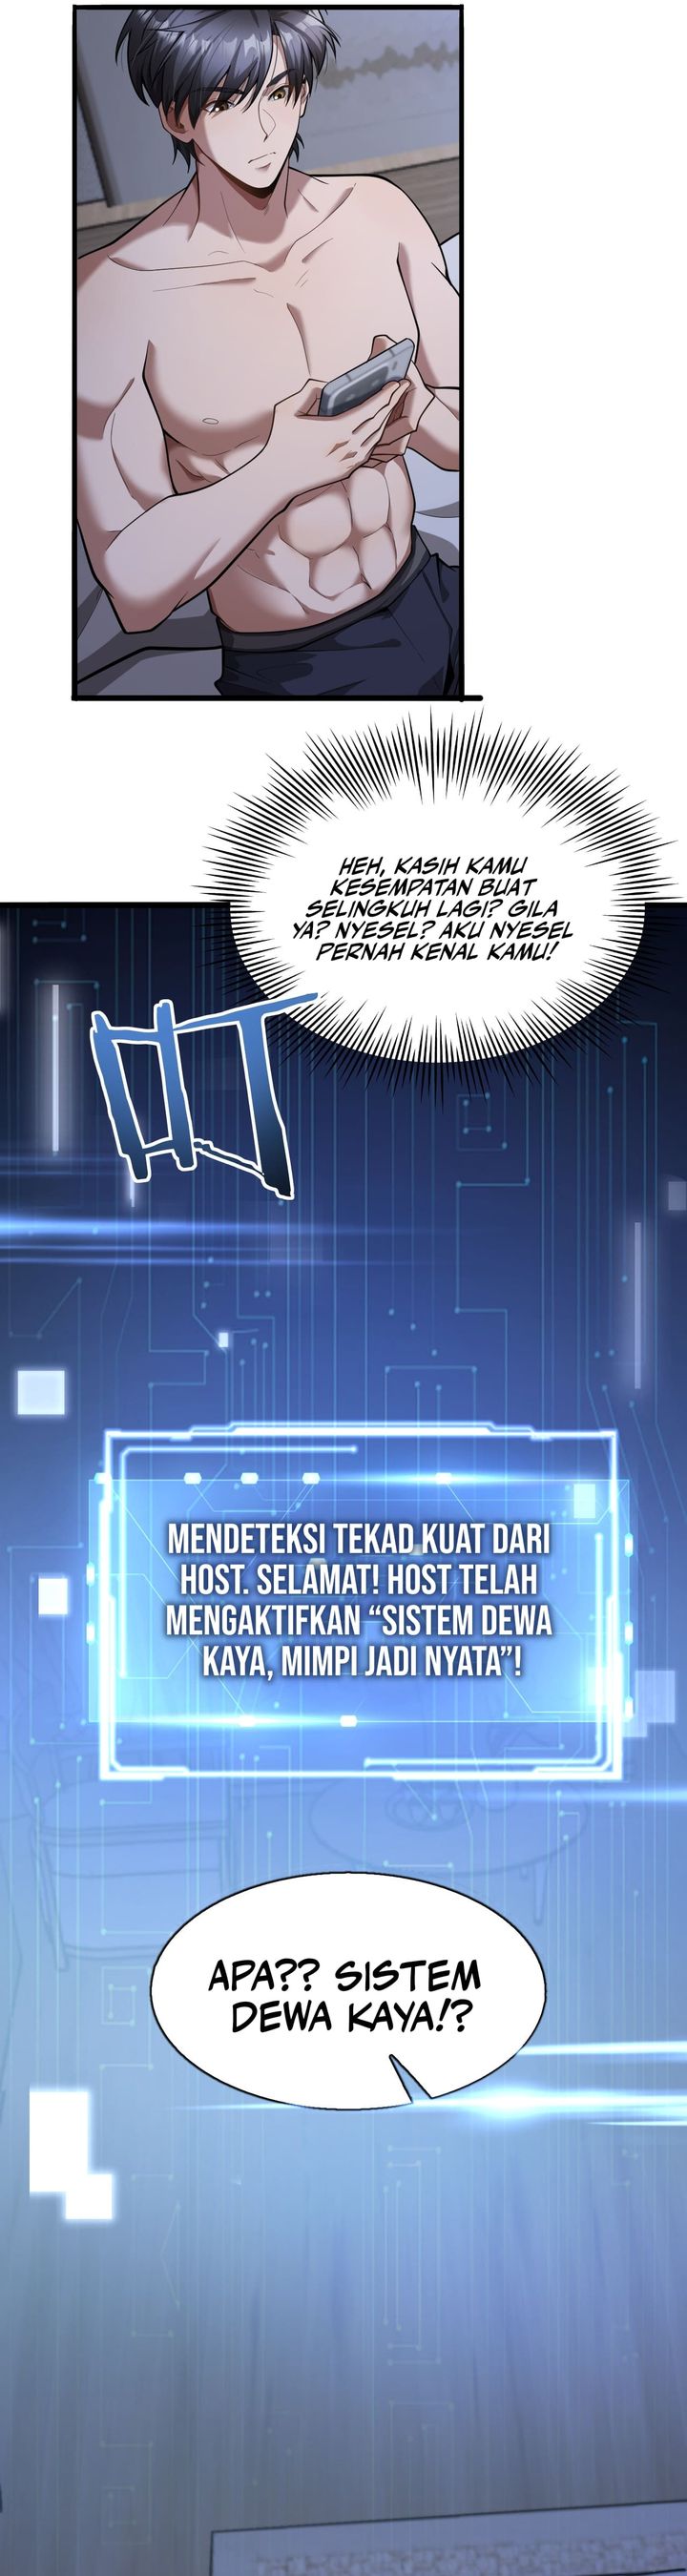 HEH, KASIH KAMU
KESEMPATAN BUAT
SELINGKUH LAGI? GILA
YA? NYESEL? AKU NYESEL
PERNAH KENAL KAMU!
叮
MENDETEKSI TEKAD KUAT DARI
HOST. SELAMAT! HOST TELAH
MENGAKTIFKAN “SISTEM DEWA
KAYA, MIMPI JADI NYATA”!
APA?? SISTEM
DEWA KAYA!?